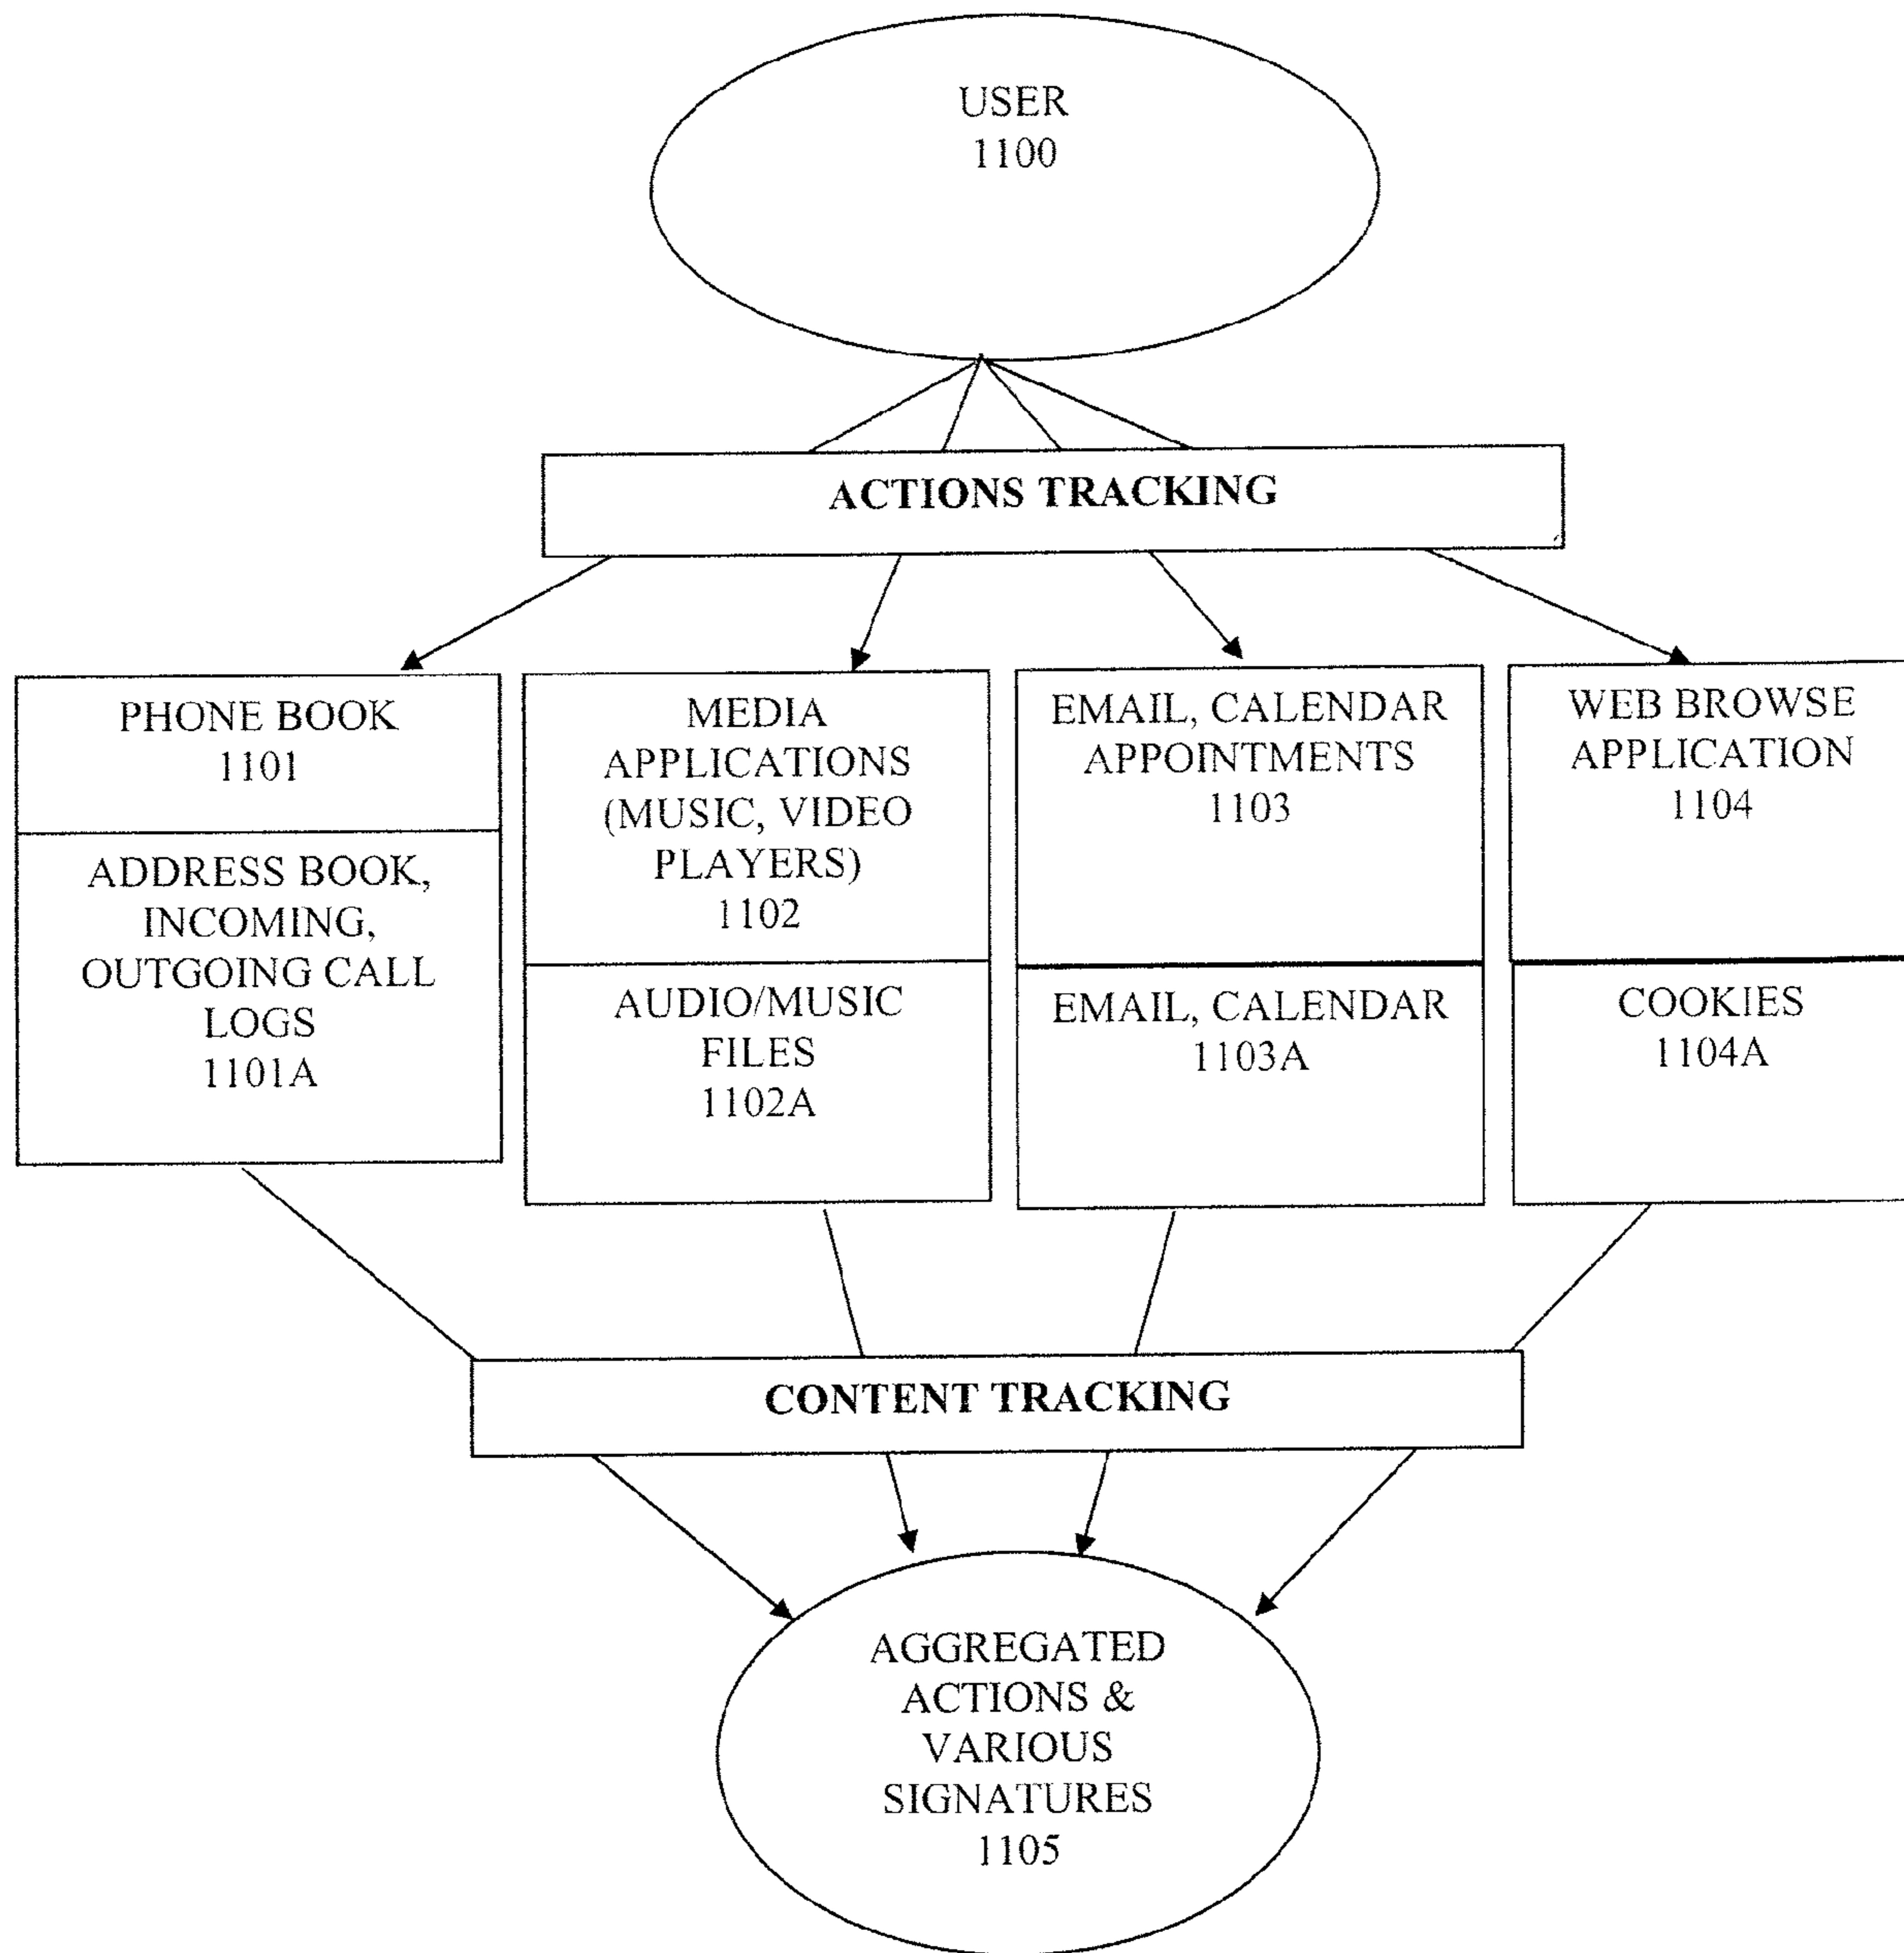 USER
1100
ACTIONS TRACKING
PHONE BOOK
1101
ADDRESS BOOK,
INCOMING,
OUTGOING CALL
LOGS
1101A
MEDIA
APPLICATIONS
(MUSIC, VIDEO
PLAYERS)
1102
AUDIO/MUSIC
FILES
1102A
EMAIL, CALENDAR
APPOINTMENTS
1103
EMAIL, CALENDAR
1103A
WEB BROWSE
APPLICATION
1104
COOKIES
1104A
CONTENT TRACKING
AGGREGATED
ACTIONS &
VARIOUS
SIGNATURES
1105